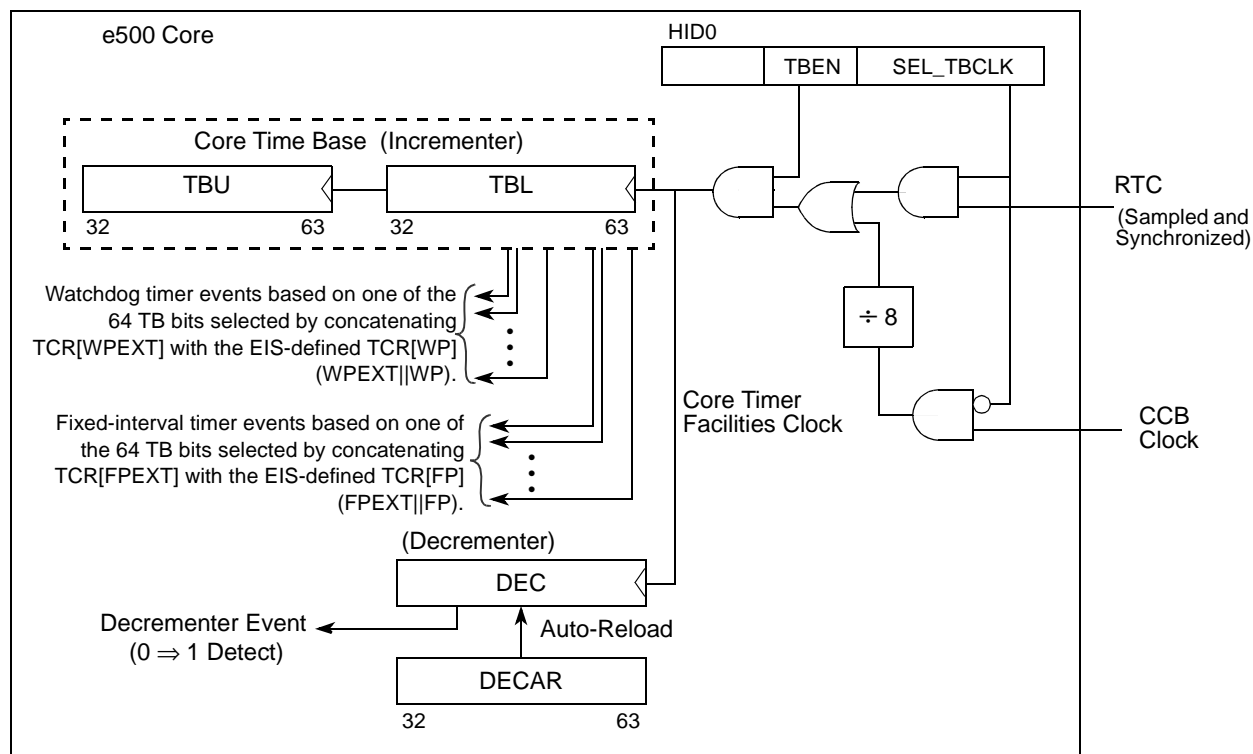 e500 Core
HID0
TBEN
SEL_TBCLK
Core Time Base (Incrementer)
TBU
TBL
32
63
32
63
RTC
(Sampled and
Synchronized)
Watchdog timer events based on one of the
64 TB bits selected by concatenating
TCR[WPEXT] with the EIS-defined TCR[WP]
(WPEXT||WP).
÷ 8
Core Timer
Facilities Clock
CCB
Clock
Fixed-interval timer events based on one of
the 64 TB bits selected by concatenating
TCR[FPEXT] with the EIS-defined TCR[FP]
(FPEXT||FP).
(Decrementer)
DEC
Decrementer Event
(0 ⇒ 1 Detect)
Auto-Reload
DECAR
32
63